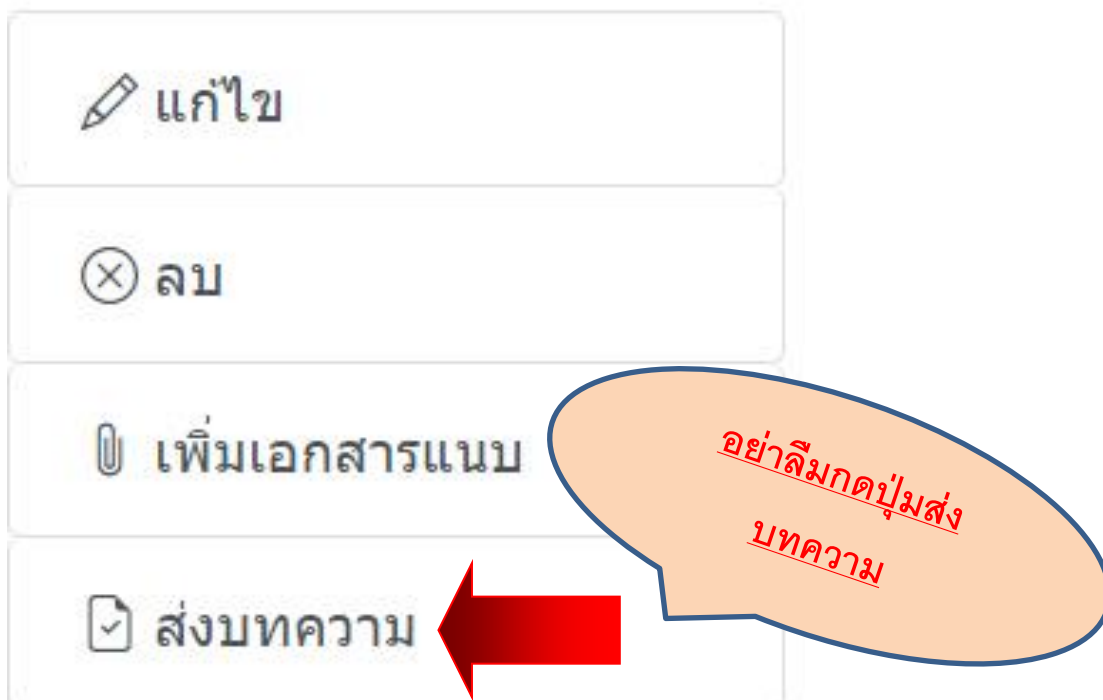 แก้ไข
ลบ
เพิ่มเอกสารแนบ
อย่าลืมกดปุ่มส่ง
บทความ
ส่งบทความ